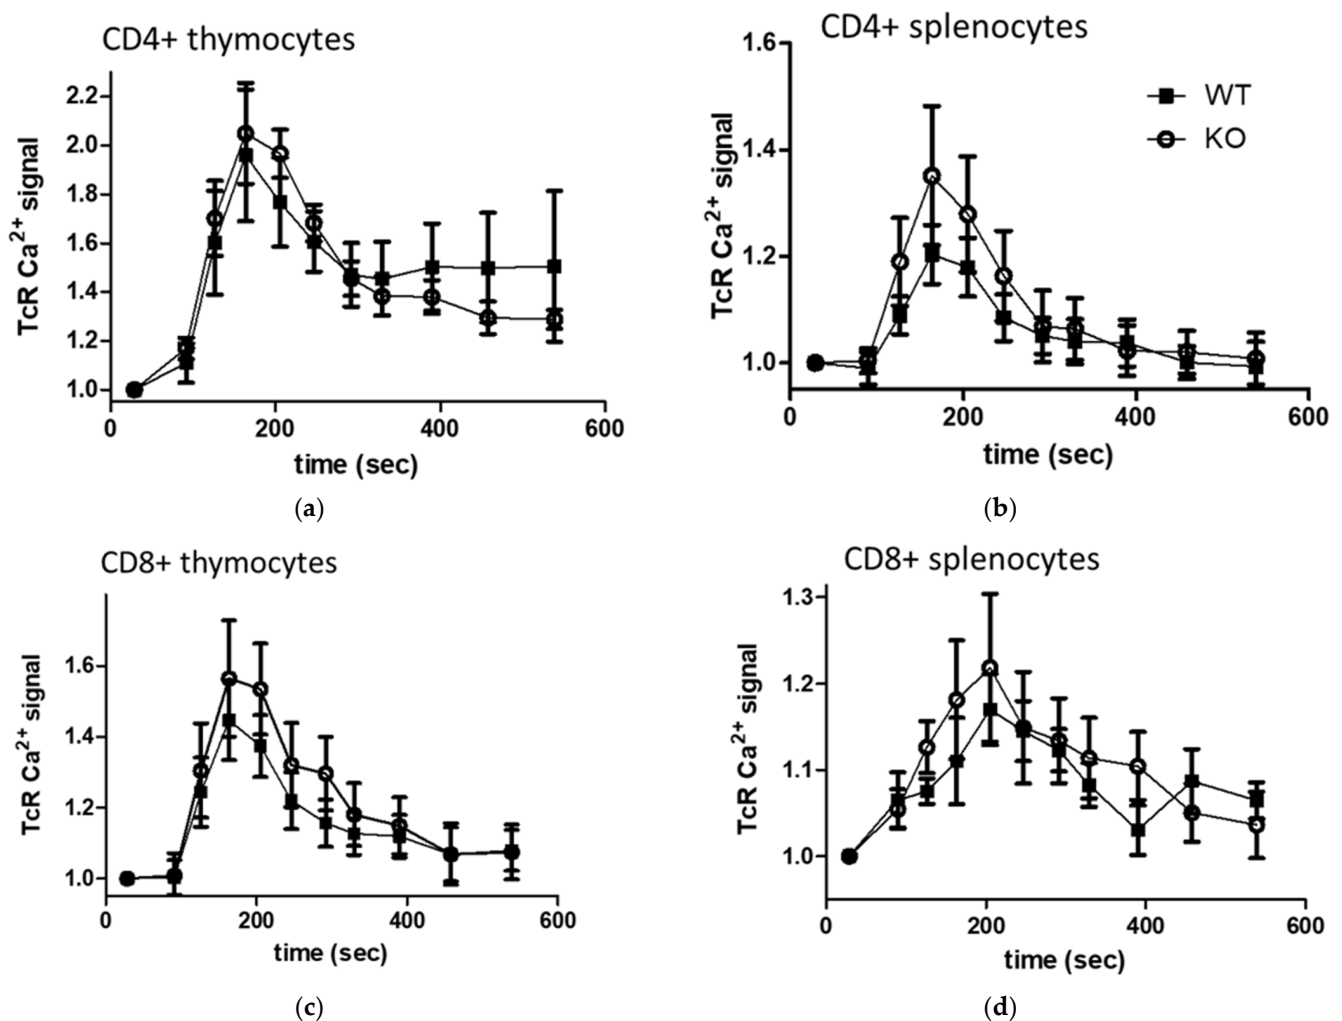 CD4+ thymocytes
TcR Ca2+ signal
2.2
2.0
1.8
1.6
1.4
1.2
1.0
0
200
400
600
time (sec)
(a)
CD4+ splenocytes
TcR Ca2+ signal
1.6
1.4
1.2
1.0
WT
KO
0
200
400
600
time (sec)
(b)
CD8+ thymocytes
TcR Ca2+ signal
1.6
1.4
1.2
1.0
0
200
400
600
time (sec)
(c)
CD8+ splenocytes
TcR Ca2+ signal
1.3
1.2
1.1
1.0
0
200
400
600
time (sec)
(d)